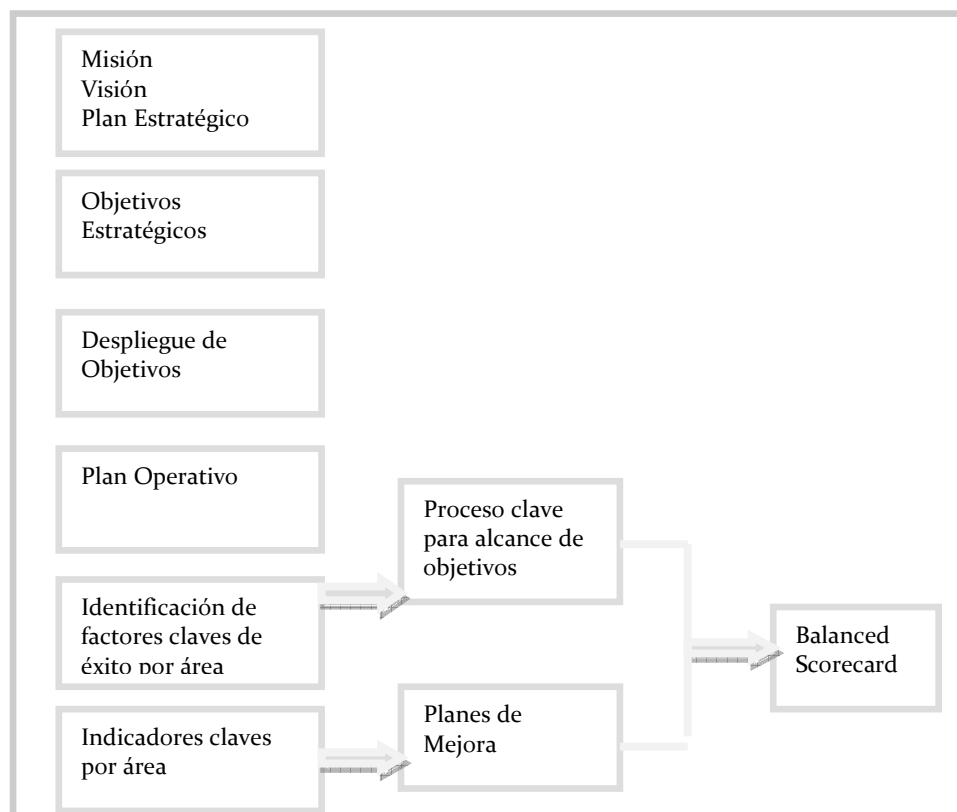 Misión
Visión
Plan Estratégico
Objetivos
Estratégicos
Despliegue de
Objetivos
Plan Operativo
Identificación de
factores claves de
éxito por área
Indicadores claves
por área
Proceso clave
para alcance de
objetivos
Planes de
Mejora
Balanced
Scorecard